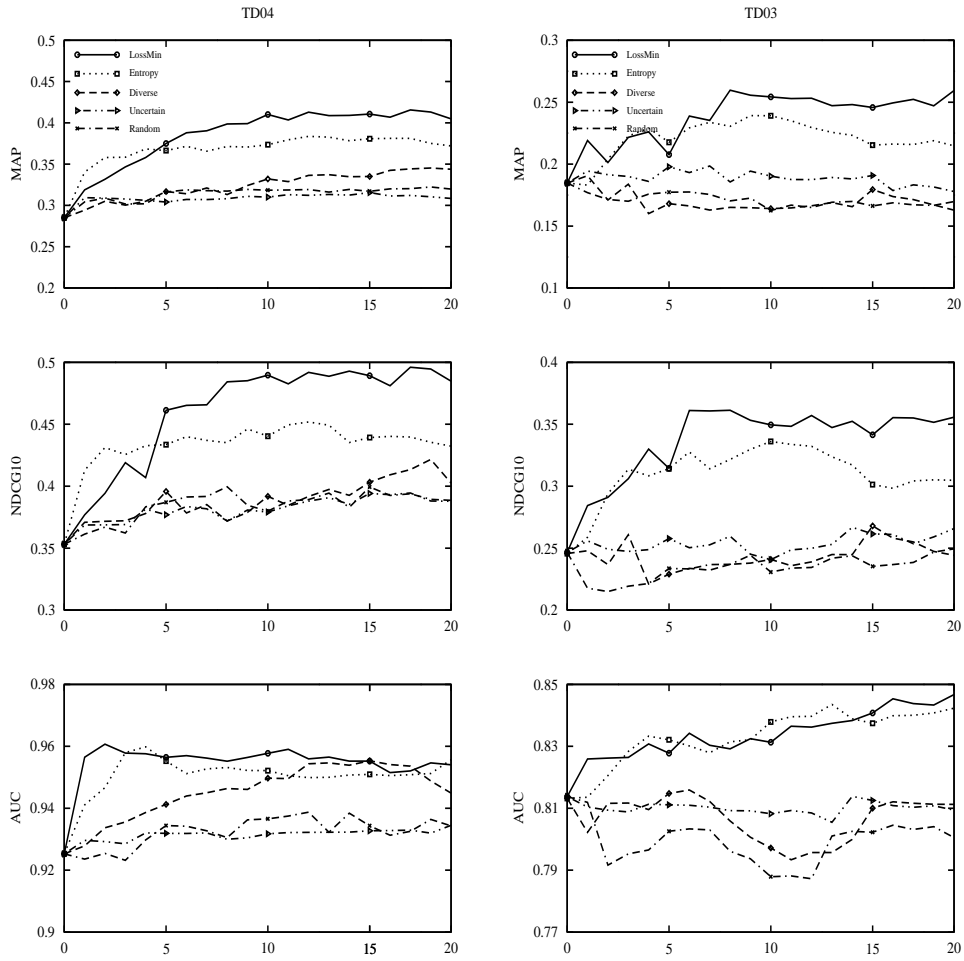 TD04
0.5
0.45
0.4
0.35
0.3
0.25
0.2
MAP
LossMin
Entropy
Diverse
Uncertain
Random
0 5 10 15 20
TD03
0.3
0.25
0.2
0.15
0.1
MAP
LossMin
Entropy
Diverse
Uncertain
Random
0 5 10 15 20
0.5
0.45
0.4
0.35
0.3
NDCG10
0 5 10 15 20
0.4
0.35
0.3
0.25
0.2
NDCG10
0 5 10 15 20
0.98
0.96
0.94
0.92
0.9
AUC
0 5 10 15 20
0.85
0.83
0.81
0.79
0.77
AUC
0 5 10 15 20